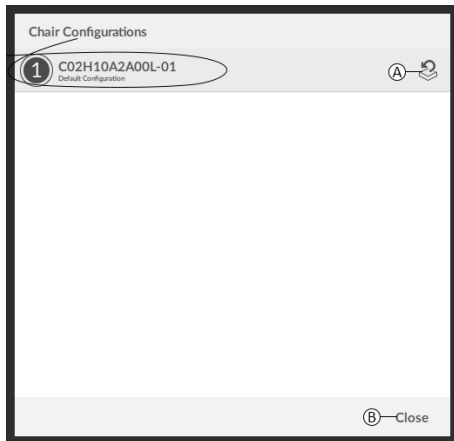 Chair Configurations
1 C02H10A2A00L-01
Default Configuration
A
B Close